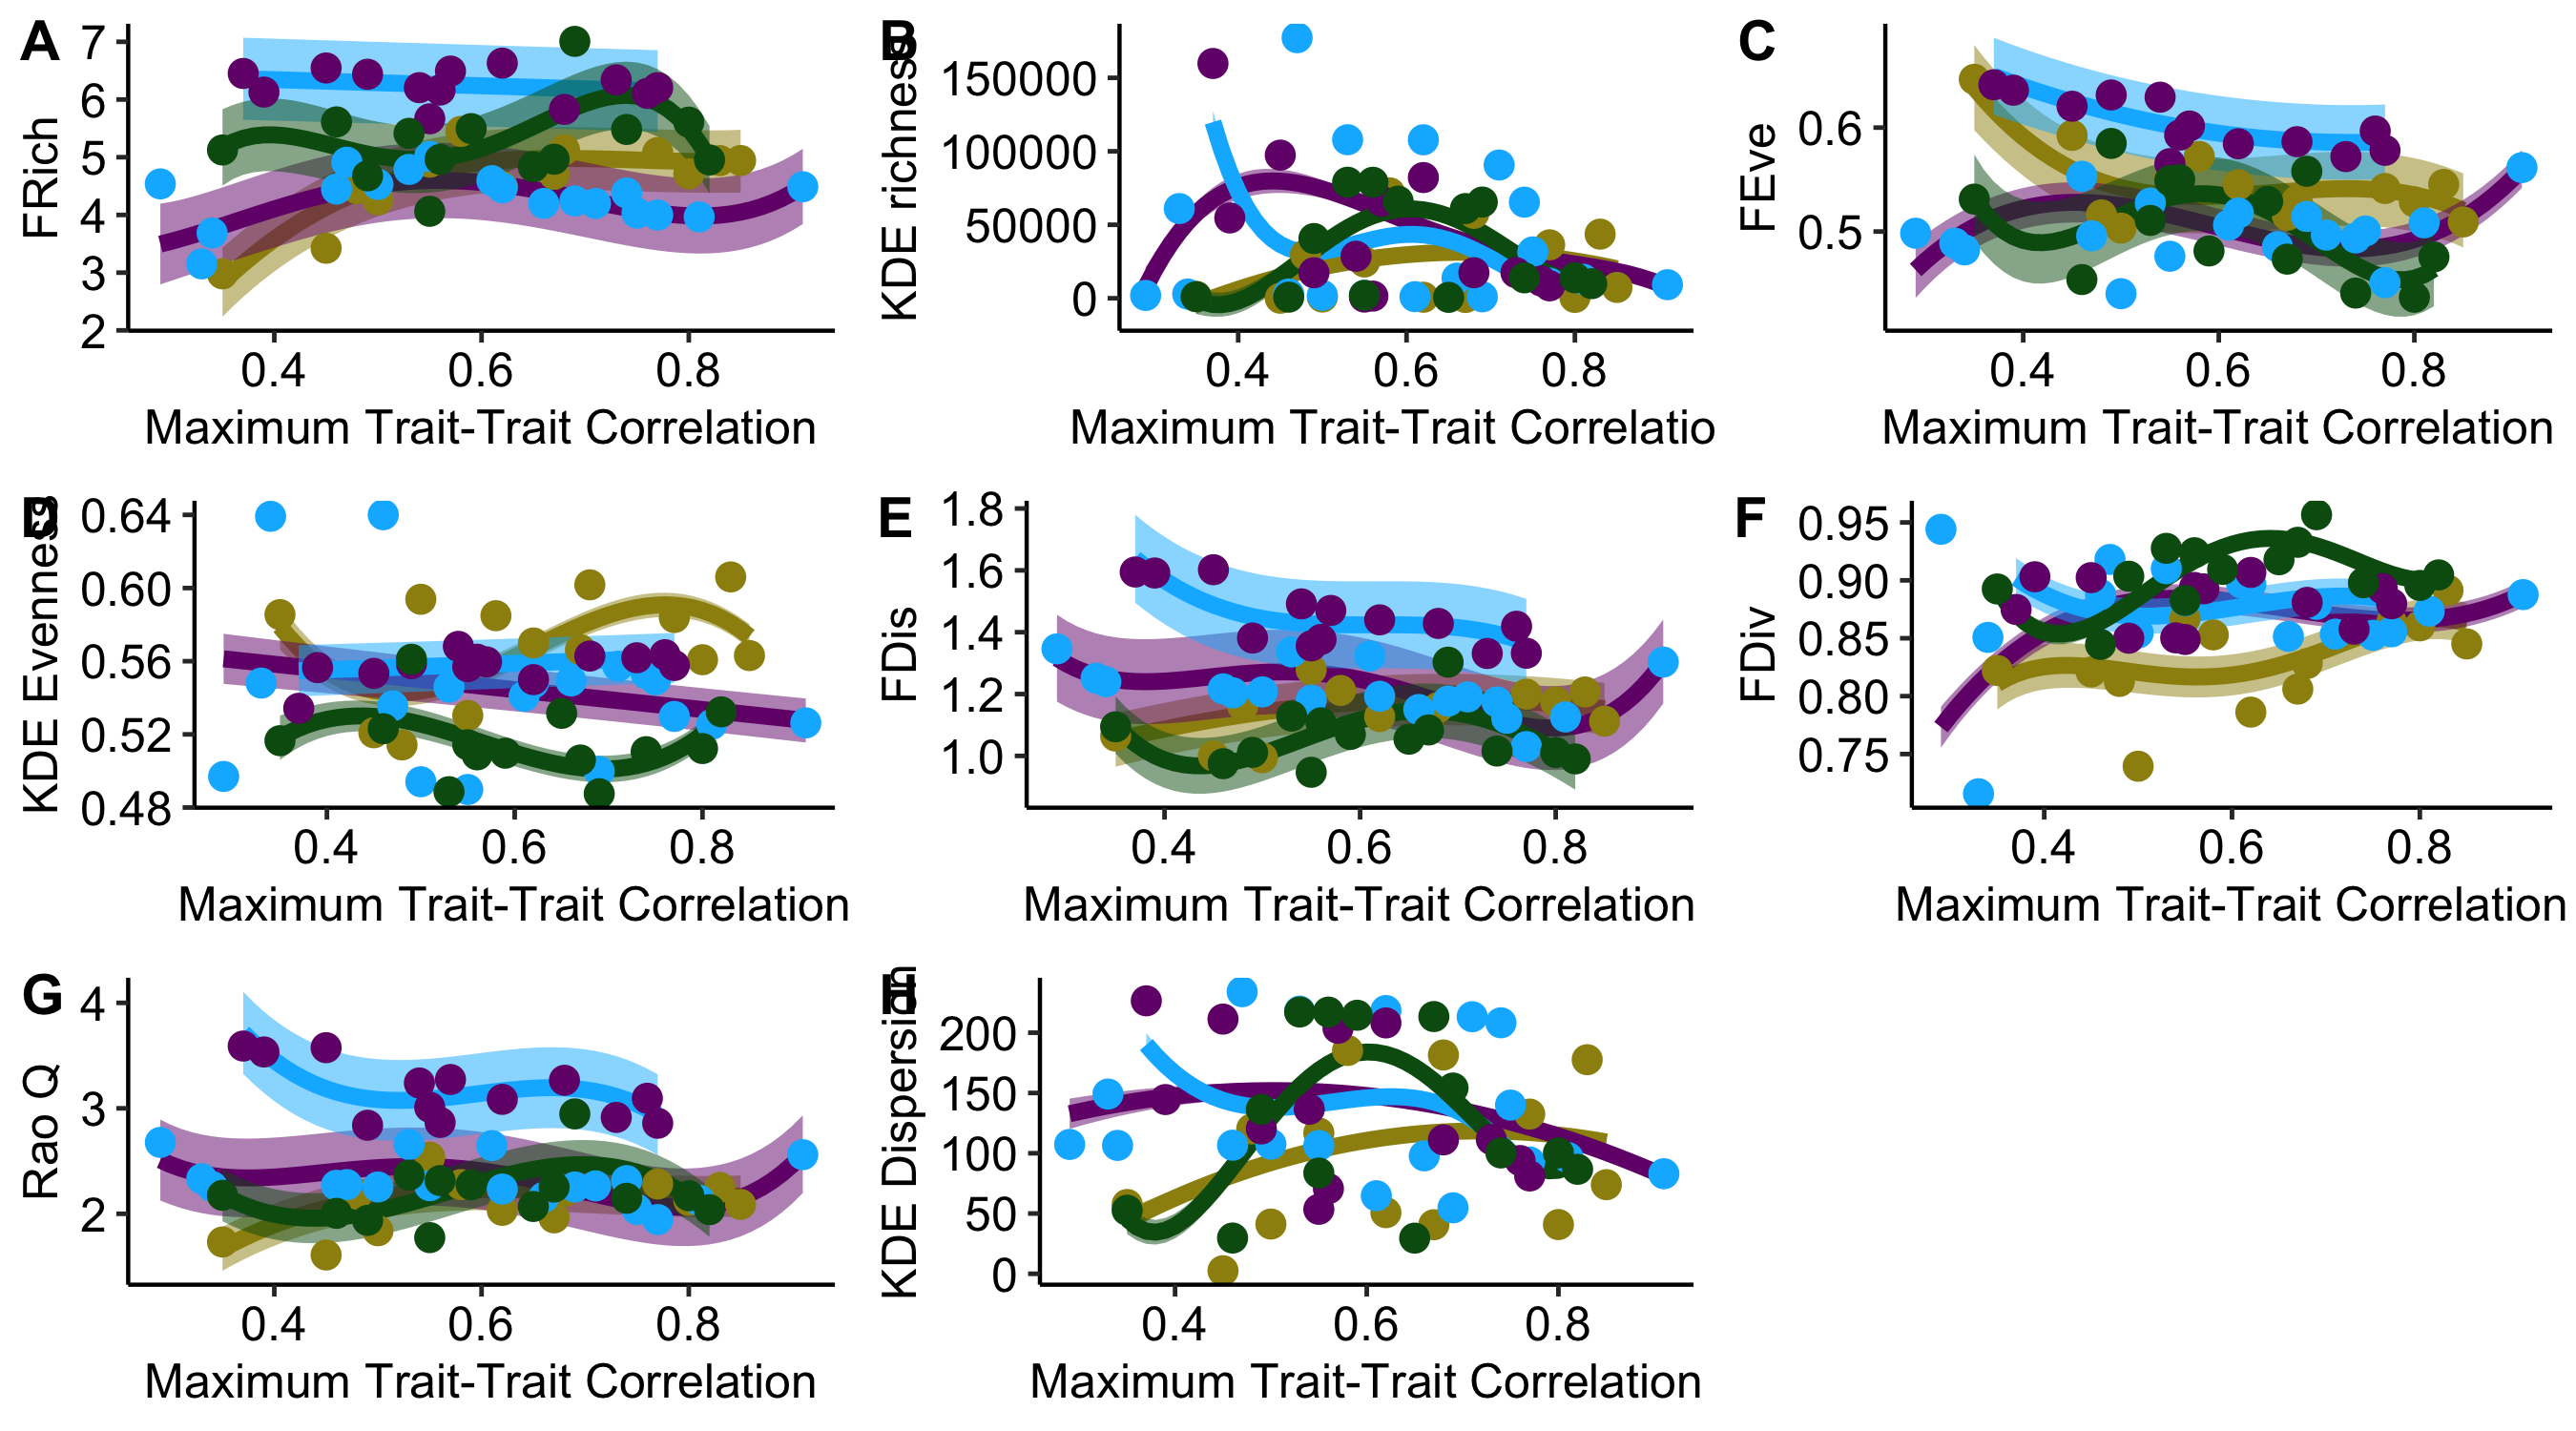 A
FRich
7
6
5
4
3
2
0.4 0.6 0.8
Maximum Trait-Trait Correlation
B
KDE richness
150000
100000
50000
0
0.4 0.6 0.8
Maximum Trait-Trait Correlatio
C
FEve
0.6
0.5
0.4 0.6 0.8
Maximum Trait-Trait Correlation
D
KDE Evenness
0.64
0.60
0.56
0.52
0.48
0.4 0.6 0.8
Maximum Trait-Trait Correlation
E
FDis
1.8
1.6
1.4
1.2
1.0
0.4 0.6 0.8
Maximum Trait-Trait Correlation
F
FDiv
0.95
0.90
0.85
0.80
0.75
0.4 0.6 0.8
Maximum Trait-Trait Correlation
G
Rao Q
4
3
2
0.4 0.6 0.8
Maximum Trait-Trait Correlation
H
KDE Dispersion
200
150
100
50
0
0.4 0.6 0.8
Maximum Trait-Trait Correlation